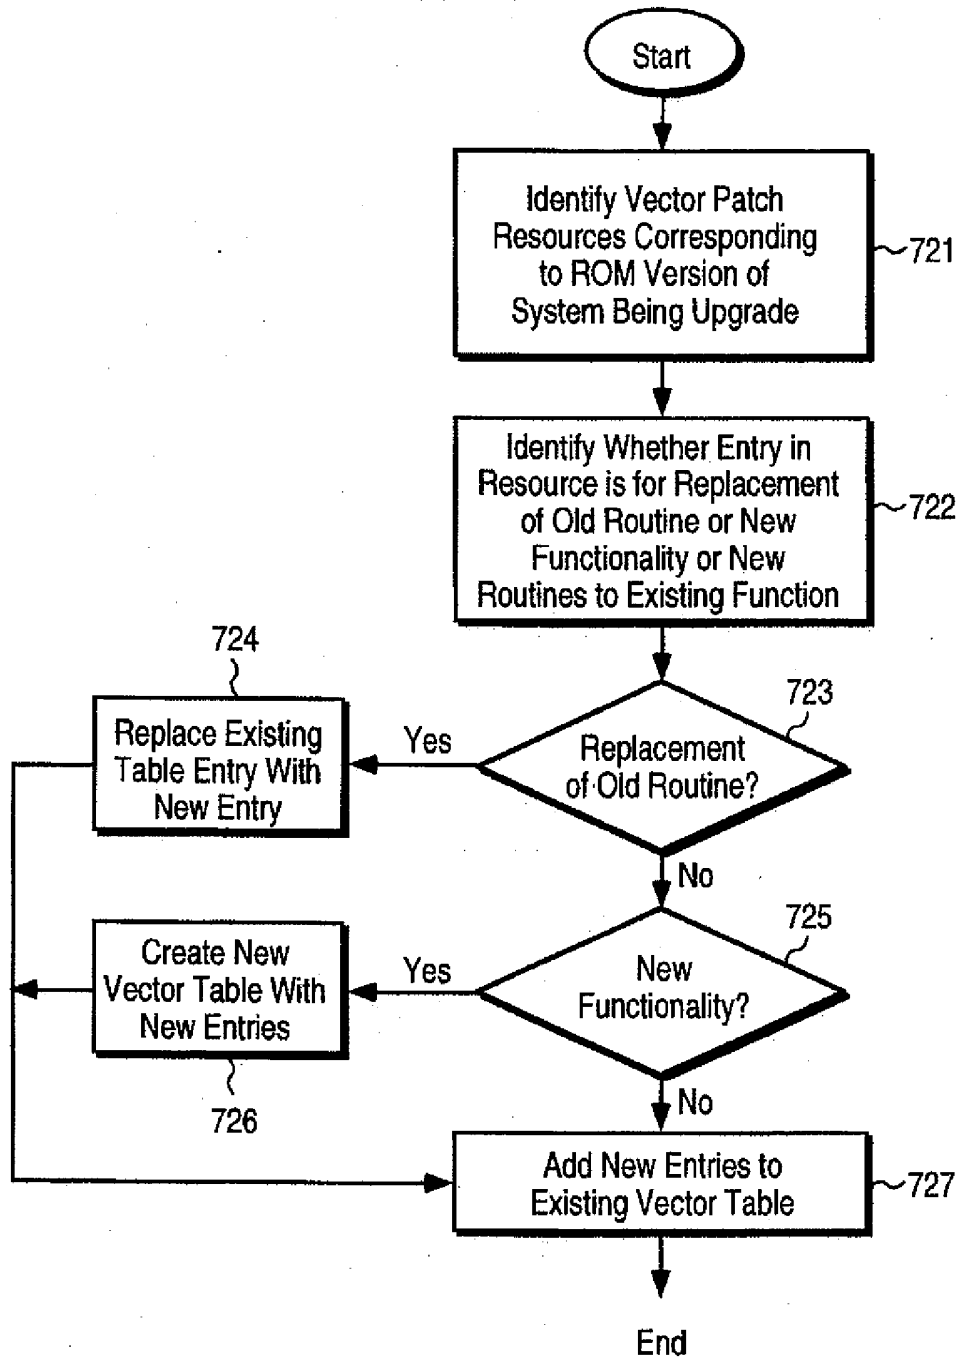 Start
Identify Vector Patch
Resources Corresponding
to ROM Version of
System Being Upgrade
721
Identify Whether Entry in
Resource is for Replacement
of Old Routine or New
Functionality or New
Routines to Existing Function
722
724
Replace Existing
Table Entry With
New Entry
Yes
723
Replacement
of Old Routine?
No
725
Create New
Vector Table With
New Entries
Yes
New
Functionality?
726
No
Add New Entries to
Existing Vector Table
727
End